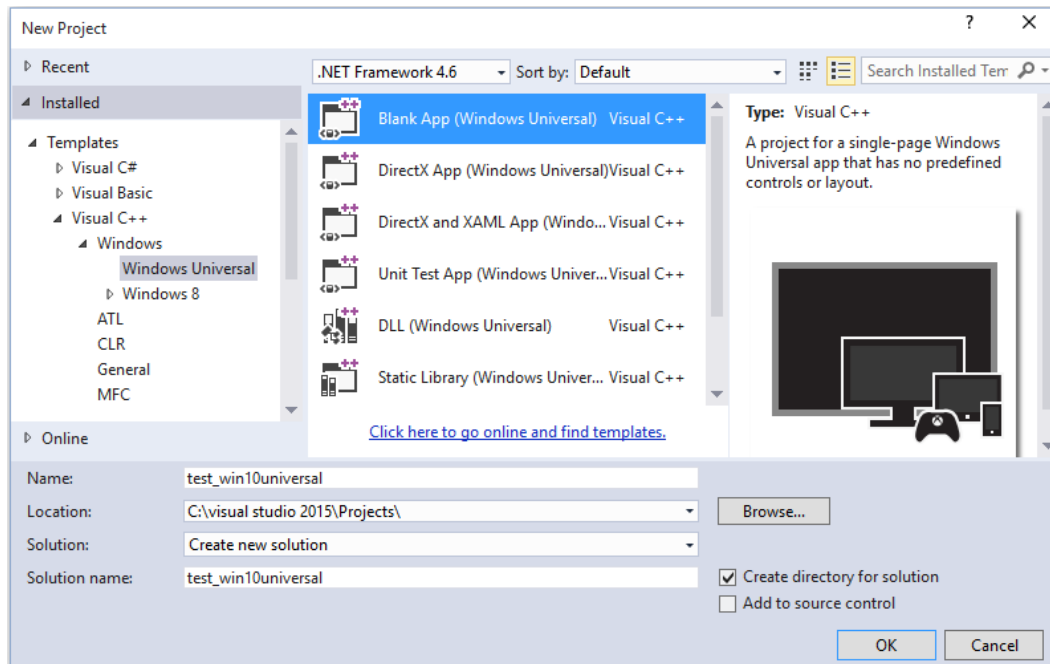 New Project
?
Recent
.NET Framework 4.6
Sort by:
Default
Search Installed Tem
Installed
Templates
Visual C#
Visual Basic
Visual C++
Windows
Windows Universal
Windows 8
ATL
CLR
General
MFC
Online
Blank App (Windows Universal) Visual C++
DirectX App (Windows Universal) Visual C++
DirectX and XAML App (Windo... Visual C++
Unit Test App (Windows Univer... Visual C++
DLL (Windows Universal) Visual C++
Static Library (Windows Univer... Visual C++
Click here to go online and find templates.
Type: Visual C++
A project for a single-page Windows
Universal app that has no predefined
controls or layout.
Name: test_win10universal
Location: C:\visual studio 2015\Projects\
Browse...
Solution: Create new solution
Solution name: test_win10universal
Create directory for solution
Add to source control
OK
Cancel